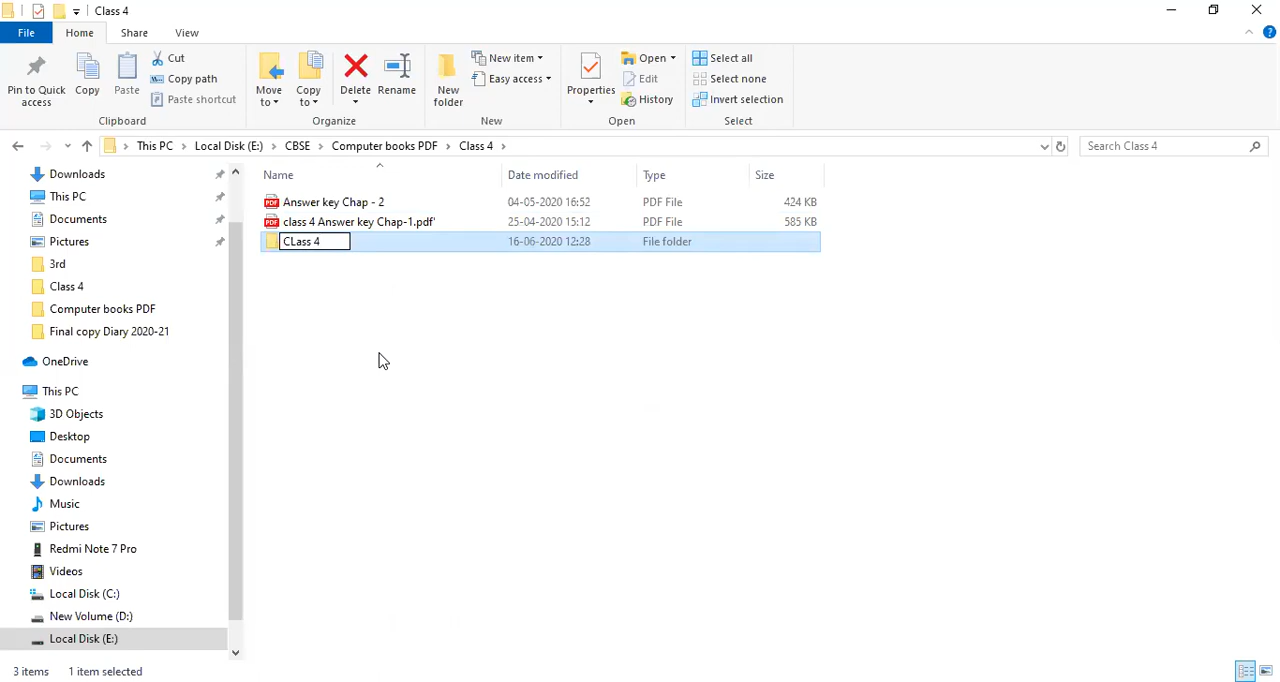 Class 4
File Home Share View
Pin to Quick access
Copy
Paste
Cut
Copy path
Paste shortcut
Clipboard
Move to
Copy to
Delete
Rename
Organize
New folder
New item
Easy access
New
Properties
Open
Edit
History
Open
Select all
Select none
Invert selection
Select
This PC > Local Disk (E:) > CBSE > Computer books PDF > Class 4 >
Search Class 4
Downloads
This PC
Documents
Pictures
3rd
Class 4
Computer books PDF
Final copy Diary 2020-21
OneDrive
This PC
3D Objects
Desktop
Documents
Downloads
Music
Pictures
Redmi Note 7 Pro
Videos
Local Disk (C:)
New Volume (D:)
Local Disk (E:)
Name Date modified Type Size
PDF Answer key Chap - 2 04-05-2020 16:52 PDF File 424 KB
PDF class 4 Answer key Chap-1.pdf' 25-04-2020 15:12 PDF File 585 KB
CLass 4 16-06-2020 12:28 File folder
3 items 1 item selected